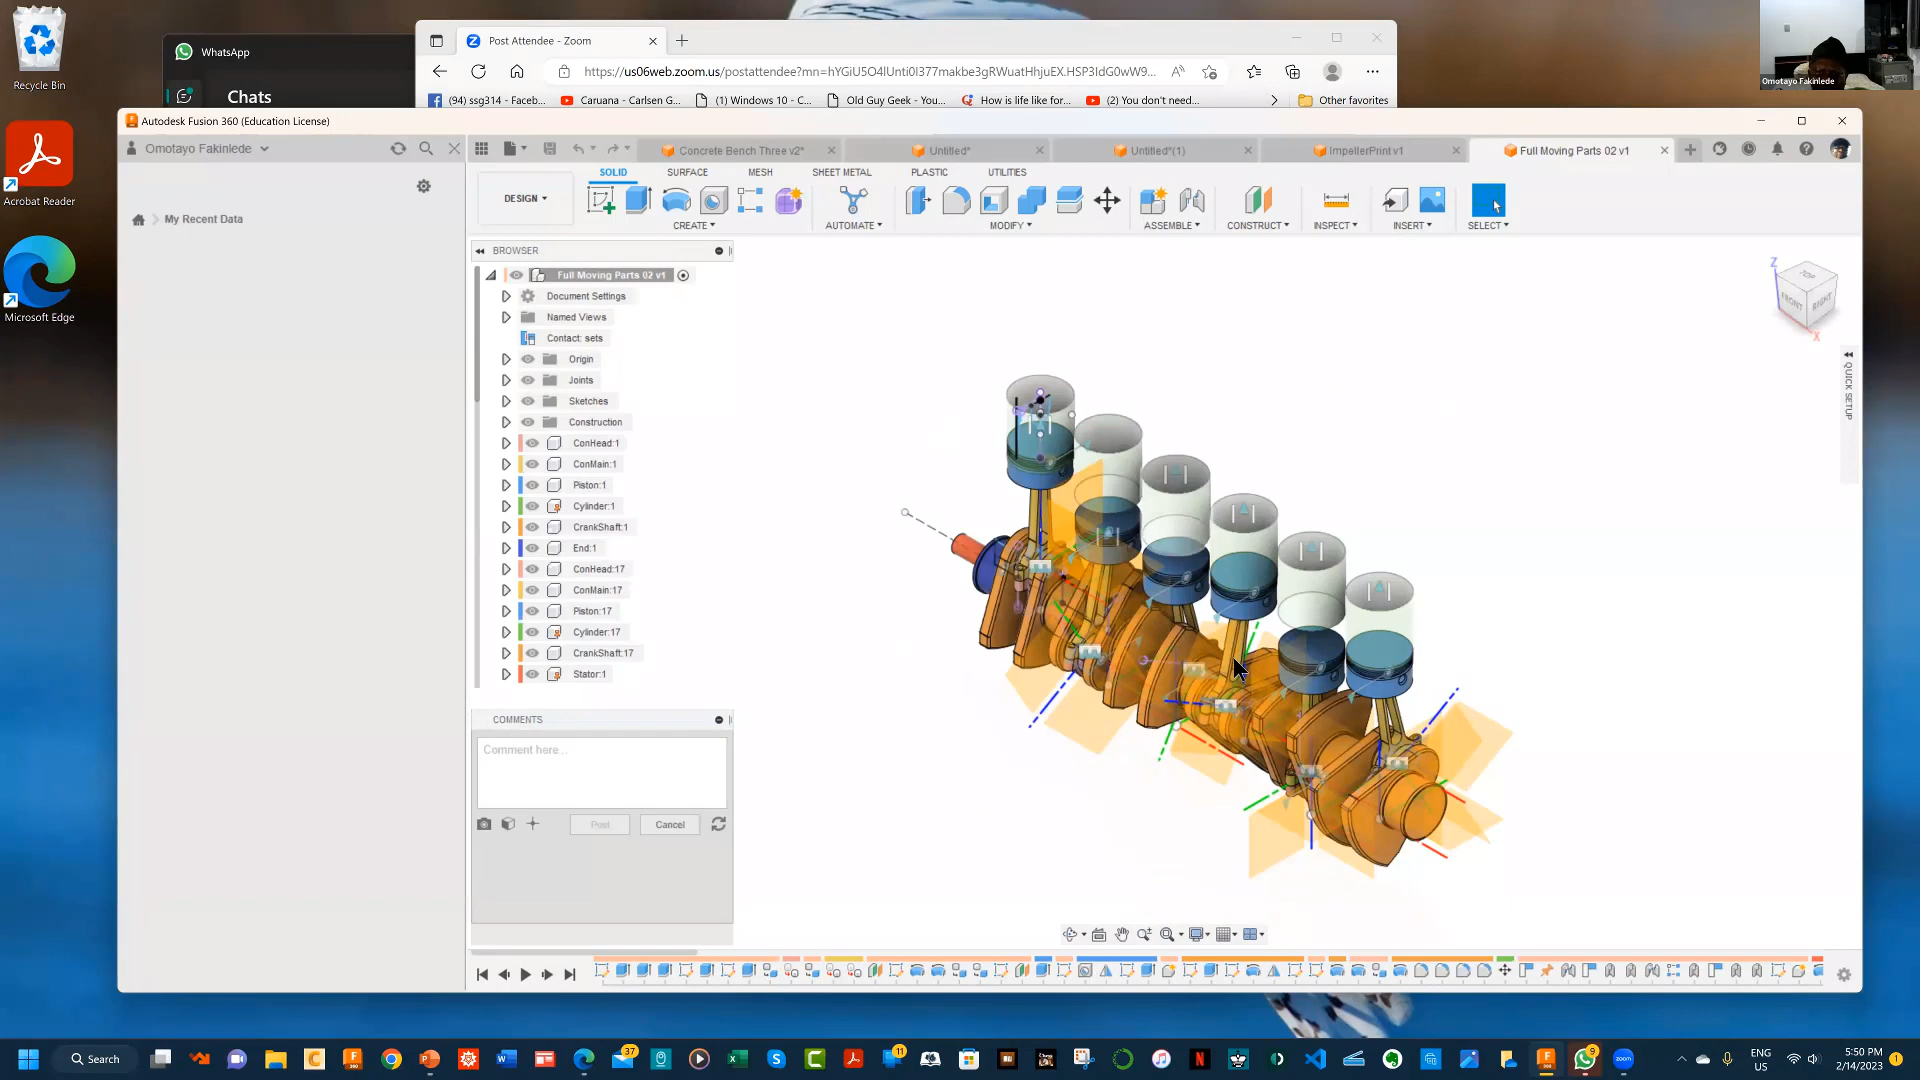 Recycle Bin
Acrobat Reader
Microsoft Edge
WhatsApp
Chats
Post Attendee - Zoom
https://us06web.zoom.us/postattendee?mn=hYGiU5O4lUnti0I377makbe3gRWuatHhjuEX.HSP3IdG0wW9...
(94) ssg314 - Faceb...
Caruana - Carlsen G...
(1) Windows 10 - C...
Old Guy Geek - You...
How is life like for...
(2) You don't need...
Other favorites
Omotayo Fakinlede
Autodesk Fusion 360 (Education License)
Omotayo Fakinlede
My Recent Data
Concrete Bench Three v2*
Untitled*
Untitled*(1)
ImpellerPrint v1
Full Moving Parts 02 v1
SOLID
SURFACE
MESH
SHEET METAL
PLASTIC
UTILITIES
DESIGN
CREATE
AUTOMATE
MODIFY
ASSEMBLE
CONSTRUCT
INSPECT
INSERT
SELECT
BROWSER
Full Moving Parts 02 v1
Document Settings
Named Views
Contact: sets
Origin
Joints
Sketches
Construction
ConHead:1
ConMain:1
Piston:1
Cylinder:1
CrankShaft:1
End:1
ConHead:17
ConMain:17
Piston:17
Cylinder:17
CrankShaft:17
Stator:1
Z
TOP
FRONT
RIGHT
X
QUICK SETUP
COMMENTS
Comment here...
Post
Cancel
Search
37
11
9
ENG
US
5:50 PM
2/14/2023
1